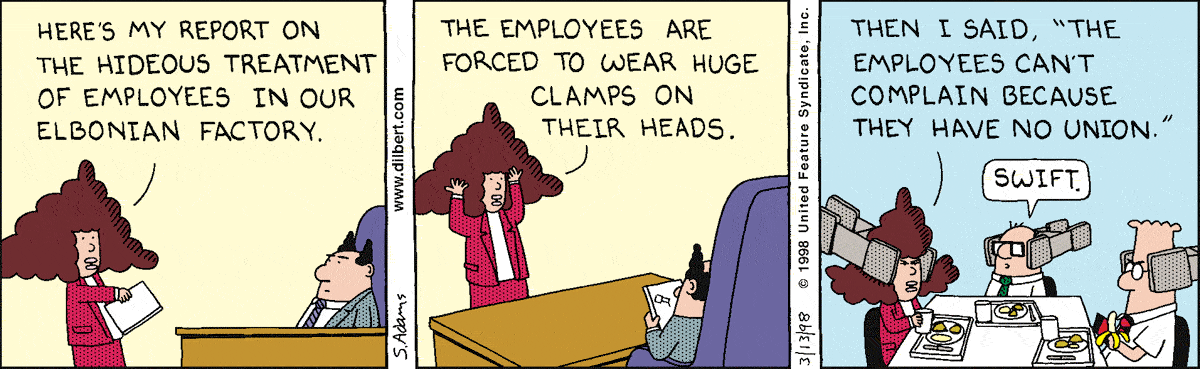 HERE'S MY REPORT ON
THE HIDEOUS TREATMENT
OF EMPLOYEES IN OUR
ELBONIAN FACTORY.
S.Adams
www.dilbert.com
THE EMPLOYEES ARE
FORCED TO WEAR HUGE
CLAMPS ON
THEIR HEADS.
3/13/98 © 1998 United Feature Syndicate, Inc.
THEN I SAID, "THE
EMPLOYEES CAN'T
COMPLAIN BECAUSE
THEY HAVE NO UNION."
SWIFT.